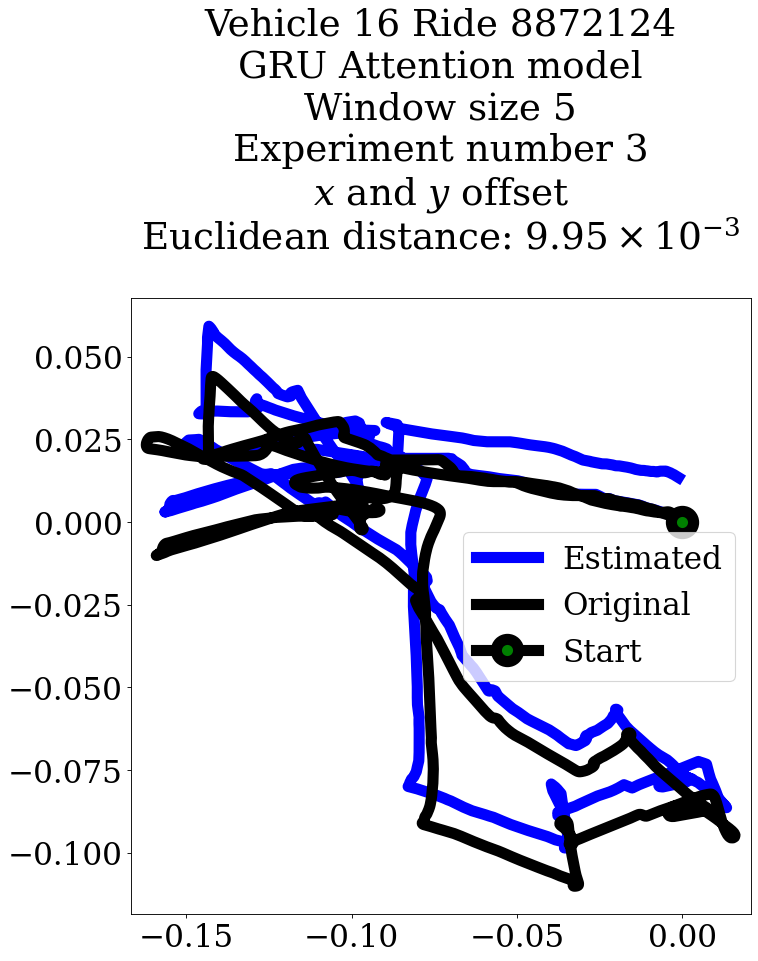 Vehicle 16 Ride 8872124
GRU Attention model
Window size 5
Experiment number 3
x and y offset
Euclidean distance: 9.95 × 10⁻³
0.050
0.025
0.000
−0.025
−0.050
−0.075
−0.100
Estimated
Original
Start
−0.15 −0.10 −0.05 0.00